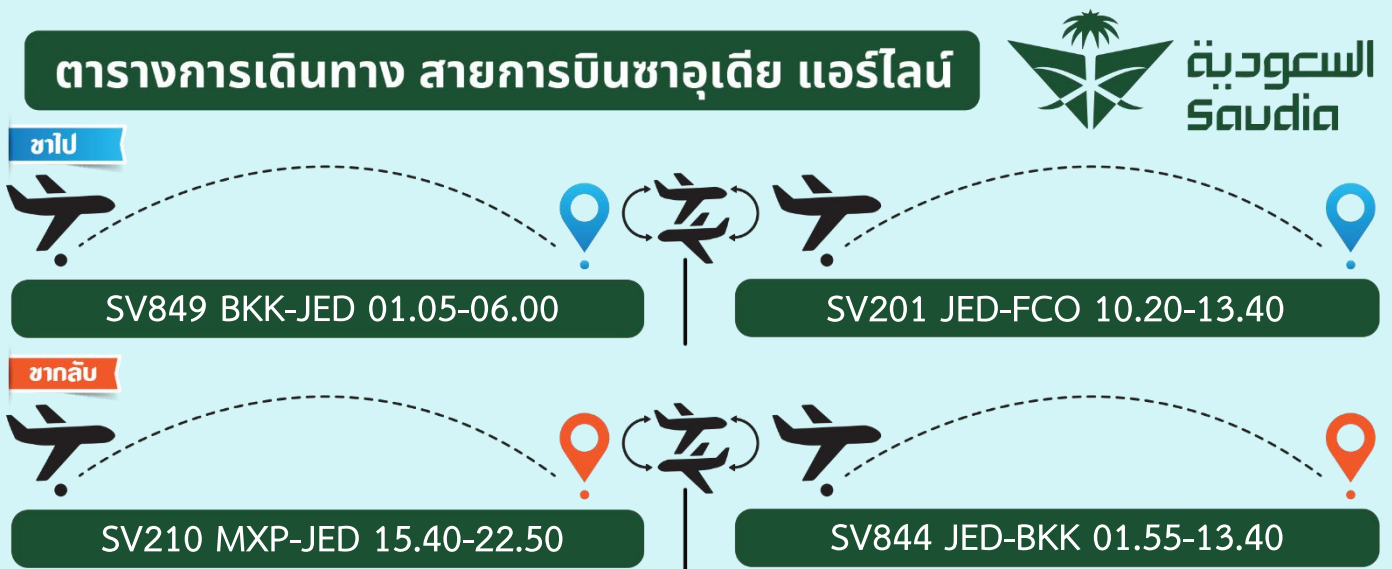 ตารางการเดินทาง สายการบินซาอุเดีย แอร์ไลน์
السعودية
saudia
ขาไป
SV849 BKK-JED 01.05-06.00
SV201 JED-FCO 10.20-13.40
ขากลับ
SV210 MXP-JED 15.40-22.50
SV844 JED-BKK 01.55-13.40